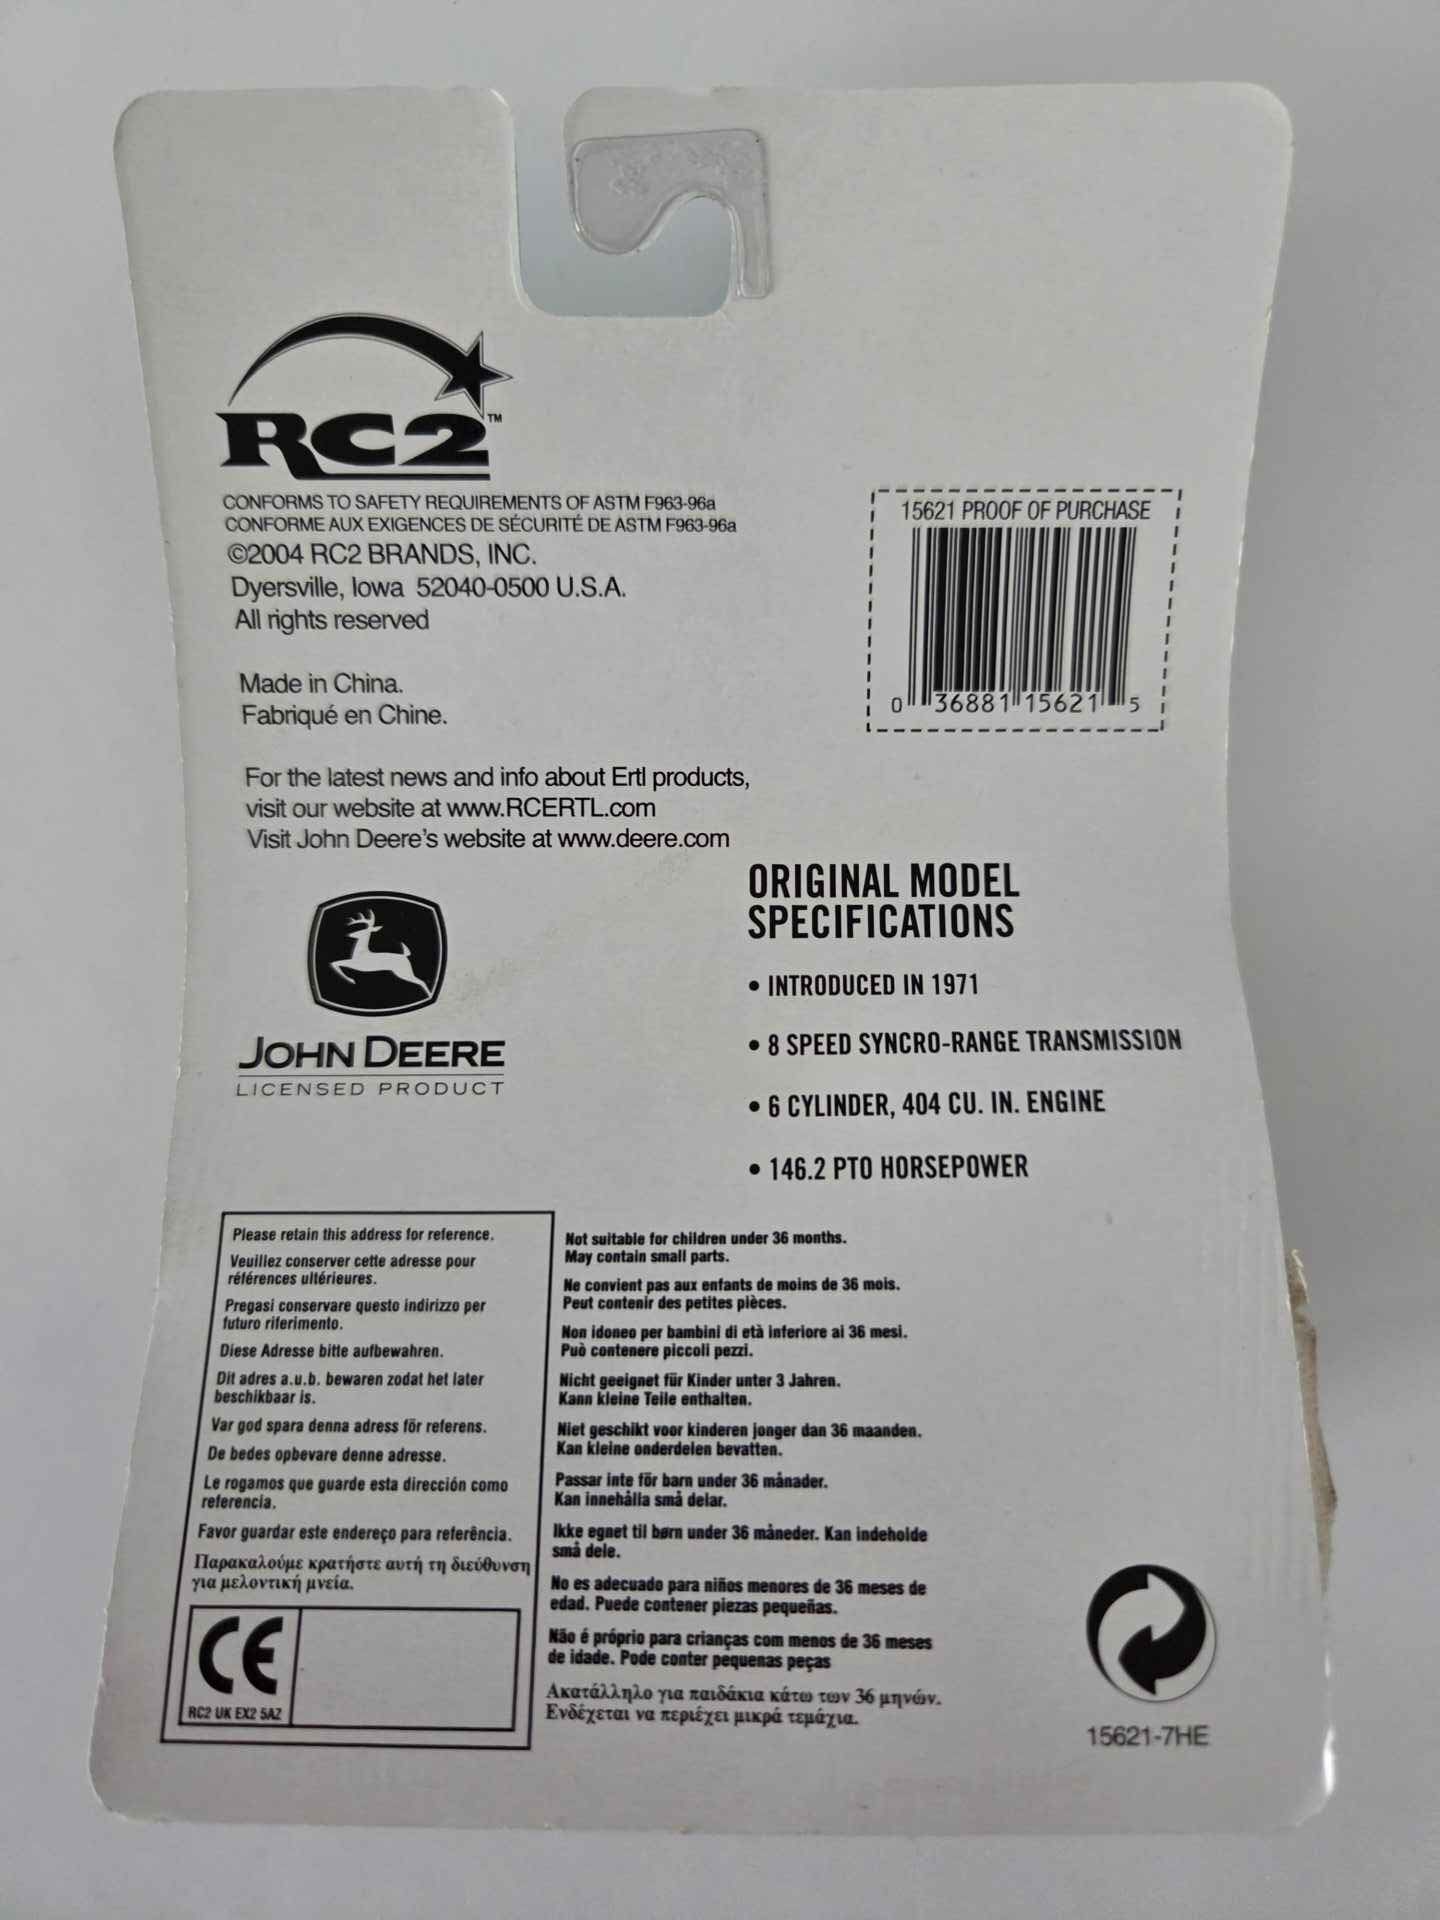 RC2™
CONFORMS TO SAFETY REQUIREMENTS OF ASTM F963-96a
CONFORME AUX EXIGENCES DE SÉCURITÉ DE ASTM F963-96a
©2004 RC2 BRANDS, INC.
Dyersville, Iowa 52040-0500 U.S.A.
All rights reserved
Made in China.
Fabriqué en Chine.
For the latest news and info about Ertl products,
visit our website at www.RCERTL.com
Visit John Deere's website at www.deere.com
15621 PROOF OF PURCHASE
0 36881 15621 5
JOHN DEERE
LICENSED PRODUCT
ORIGINAL MODEL
SPECIFICATIONS
• INTRODUCED IN 1971
• 8 SPEED SYNCRO-RANGE TRANSMISSION
• 6 CYLINDER, 404 CU. IN. ENGINE
• 146.2 PTO HORSEPOWER
Please retain this address for reference.
Veuillez conserver cette adresse pour
références ultérieures.
Pregasi conservare questo indirizzo per
futuro riferimento.
Diese Adresse bitte aufbewahren.
Dit adres a.u.b. bewaren zodat het later
beschikbaar is.
Var god spara denna adress för referens.
De bedes opbevare denne adresse.
Le rogamos que guarde esta dirección como
referencia.
Favor guardar este endereço para referência.
Παρακαλούμε κρατήστε αυτή τη διεύθυνση
για μελοντική μνεία.
CE
RC2 UK EX2 5AZ
Not suitable for children under 36 months.
May contain small parts.
Ne convient pas aux enfants de moins de 36 mois.
Peut contenir des petites pièces.
Non idoneo per bambini di età inferiore ai 36 mesi.
Può contenere piccoli pezzi.
Nicht geeignet für Kinder unter 3 Jahren.
Kann kleine Teile enthalten.
Niet geschikt voor kinderen jonger dan 36 maanden.
Kan kleine onderdelen bevatten.
Passar inte för barn under 36 månader.
Kan innehålla små delar.
Ikke egnet til børn under 36 måneder. Kan indeholde
små dele.
No es adecuado para niños menores de 36 meses de
edad. Puede contener piezas pequeñas.
Não é próprio para crianças com menos de 36 meses
de idade. Pode conter pequenas peças
Ακατάλληλο για παιδάκια κάτω των 36 μηνών.
Ενδέχεται να περιέχει μικρά τεμάχια.
15621-7HE